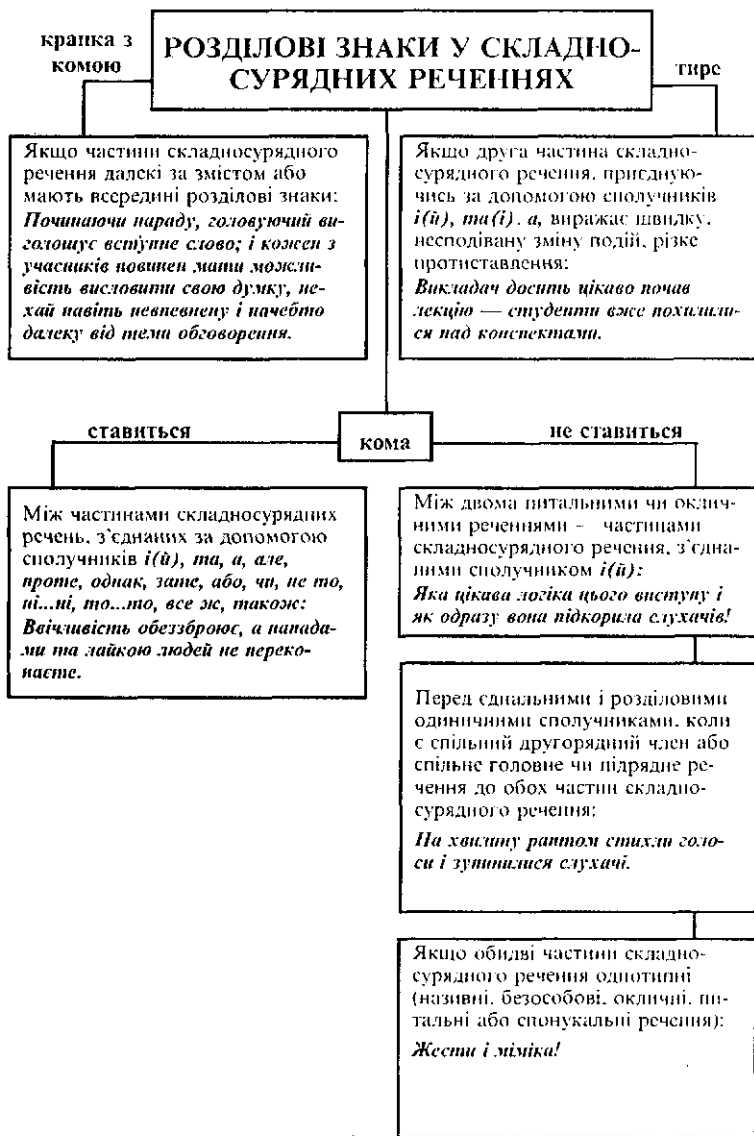 крапка з
комою
РОЗДІЛОВІ ЗНАКИ У СКЛАДНО-
СУРЯДНИХ РЕЧЕННЯХ
тире
Якщо частини складносурядного
речення далекі за змістом або
мають всередині розділові знаки:
Починаючи нараду, головуючий ви-
голошує вступне слово; і кожен з
учасників повинен мати можли-
вість висловити свою думку, не-
хай навіть невпевнену і начебто
далеку від теми обговорення.
Якщо друга частина складно-
сурядного речення, приєдную-
чись за допомогою сполучників
і(й), та(і), а, виражає швидку,
несподівану зміну подій, різке
протиставлення:
Викладач досить цікаво почав
лекцію — студенти вже похилили-
ся над конспектами.
ставиться
кома
не ставиться
Між частинами складносурядних
речень, з'єднаних за допомогою
сполучників і(й), та, а, але,
проте, однак, зате, або, чи, не то,
ні...ні, то...то, все ж, також:
Ввічливість обеззброює, а напада-
ми та лайкою людей не переко-
наєте.
Між двома питальними чи оклич-
ними реченнями – частинами
складносурядного речення, з'єдна-
ними сполучником і(й):
Яка цікава логіка цього виступу і
як одразу вона підкорила слухачів!
Перед єднальними і розділовими
одиничними сполучниками, коли
є спільний другорядний член або
спільне головне чи підрядне ре-
чення до обох частин складно-
сурядного речення:
На хвилину раптом стихли голо-
си і зупинилися слухачі.
Якщо обидві частини складно-
сурядного речення однотипні
(називні, безособові, окличні, пи-
тальні або спонукальні речення):
Жести і міміка!